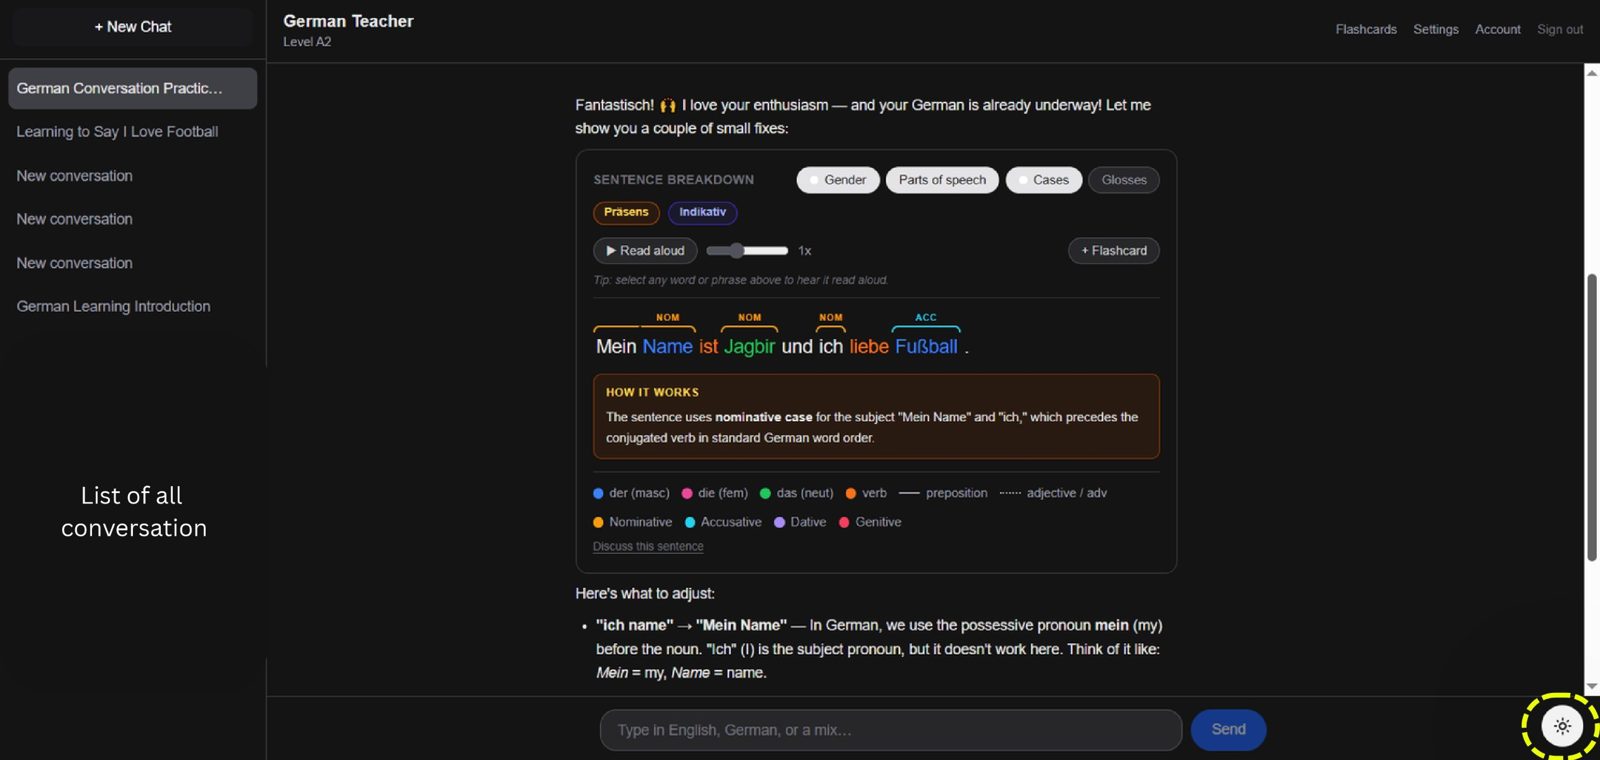 + New Chat
German Conversation Practic...
Learning to Say I Love Football
New conversation
New conversation
New conversation
German Learning Introduction
List of all
conversation
German Teacher
Level A2
Flashcards Settings Account Sign out
Fantastisch! 🙌 I love your enthusiasm — and your German is already underway! Let me
show you a couple of small fixes:
SENTENCE BREAKDOWN Gender Parts of speech Cases Glosses
Präsens Indikativ
▶ Read aloud 1x + Flashcard
Tip: select any word or phrase above to hear it read aloud.
NOM NOM NOM ACC
Mein Name ist Jagbir und ich liebe Fußball .
HOW IT WORKS
The sentence uses nominative case for the subject "Mein Name" and "ich," which precedes the
conjugated verb in standard German word order.
der (masc) die (fem) das (neut) verb preposition adjective / adv
Nominative Accusative Dative Genitive
Discuss this sentence
Here's what to adjust:
• "ich name" → "Mein Name" — In German, we use the possessive pronoun mein (my)
before the noun. "Ich" (I) is the subject pronoun, but it doesn't work here. Think of it like:
Mein = my, Name = name.
Type in English, German, or a mix... Send